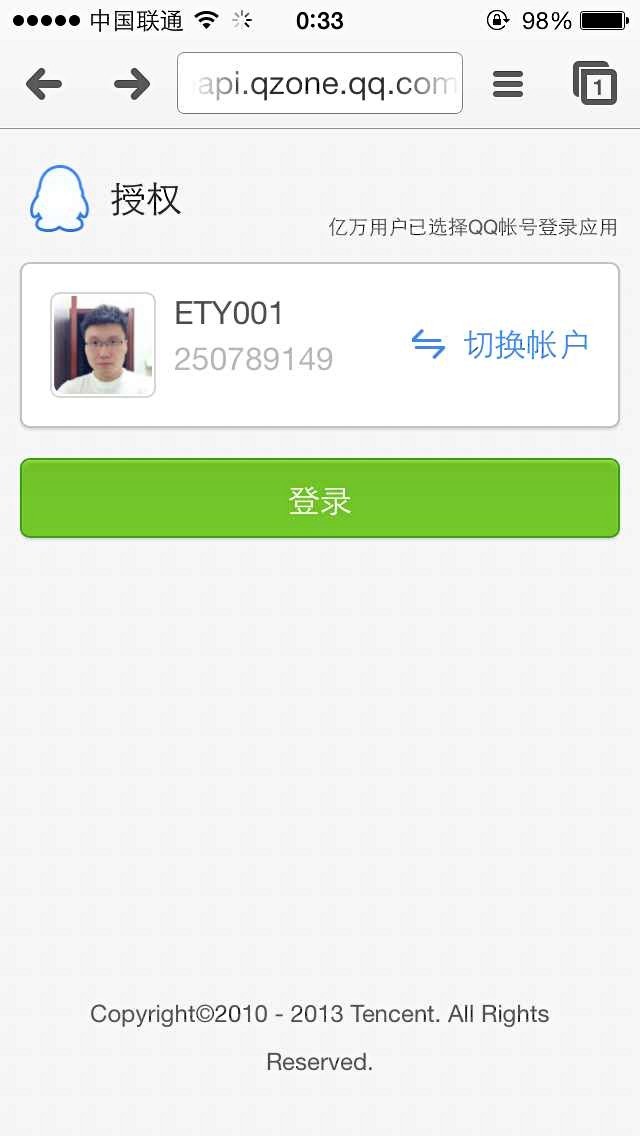 中国联通 0:33 98%
api.qzone.qq.com 1
授权
亿万用户已选择QQ帐号登录应用
ETY001
250789149
切换帐户
登录
Copyright©2010 - 2013 Tencent. All Rights
Reserved.